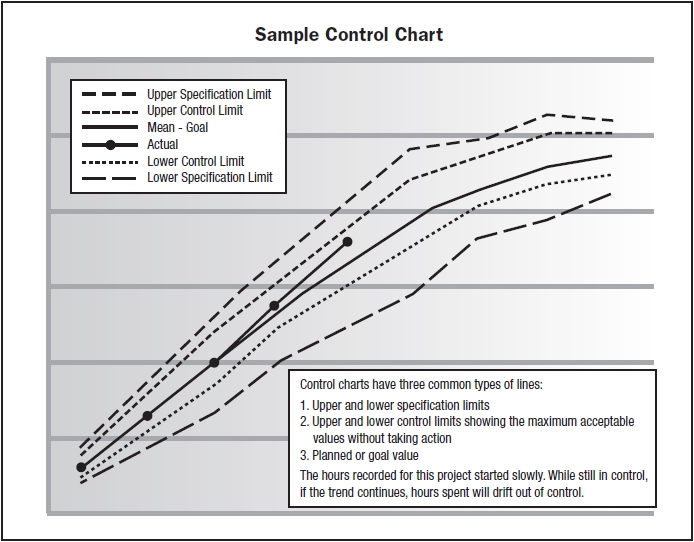 Sample Control Chart
Upper Specification Limit
Upper Control Limit
Mean - Goal
Actual
Lower Control Limit
Lower Specification Limit
Control charts have three common types of lines:
1. Upper and lower specification limits
2. Upper and lower control limits showing the maximum acceptable
values without taking action
3. Planned or goal value
The hours recorded for this project started slowly. While still in control,
if the trend continues, hours spent will drift out of control.